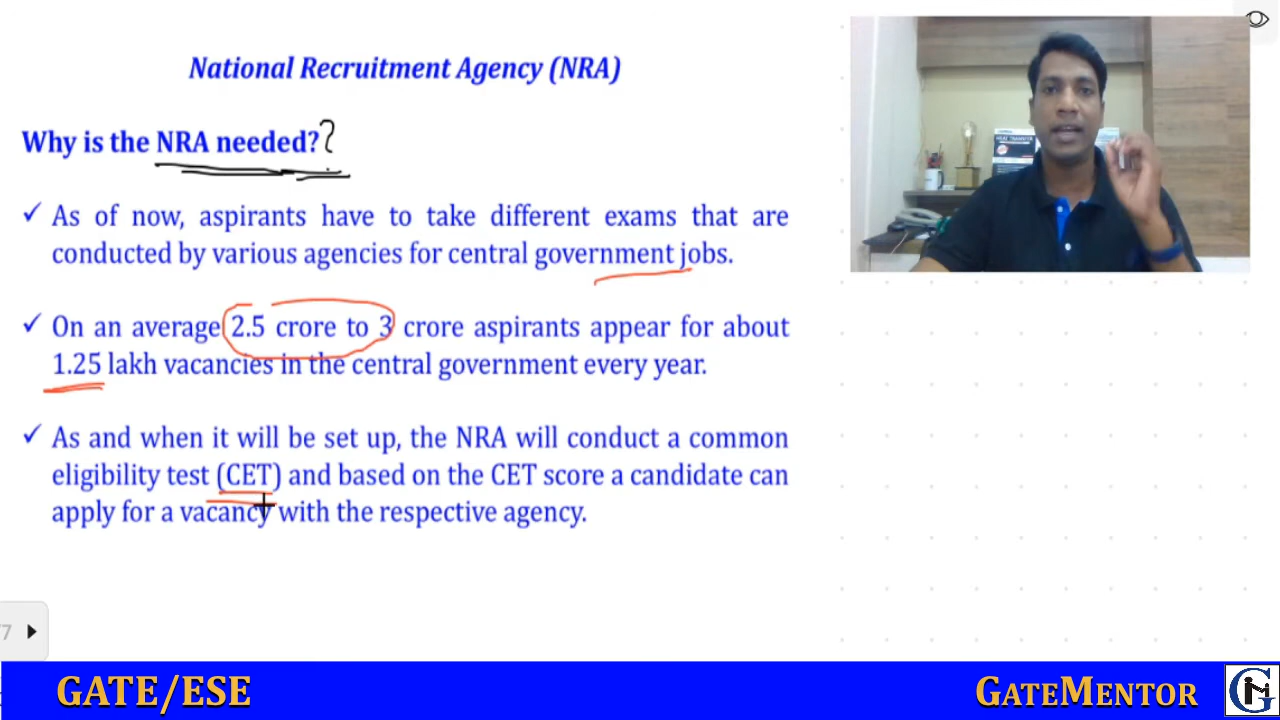 National Recruitment Agency (NRA)
Why is the NRA needed??
✓ As of now, aspirants have to take different exams that are
conducted by various agencies for central government jobs.
✓ On an average 2.5 crore to 3 crore aspirants appear for about
1.25 lakh vacancies in the central government every year.
✓ As and when it will be set up, the NRA will conduct a common
eligibility test (CET) and based on the CET score a candidate can
apply for a vacancy with the respective agency.
HEAT TRANSFER
7
GATE/ESE
GATEMENTOR